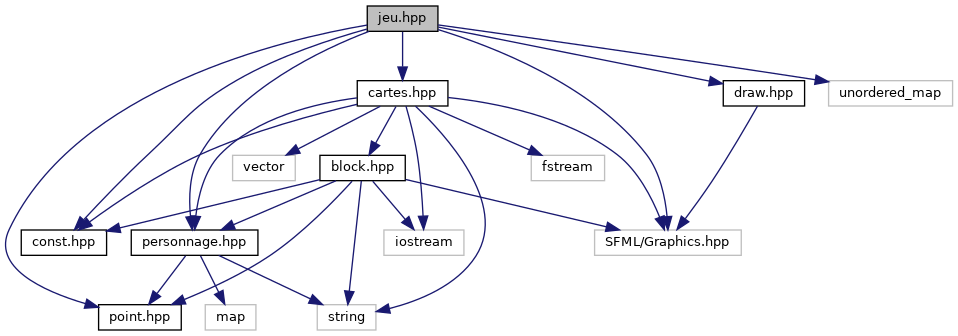 jeu.hpp
cartes.hpp
draw.hpp
unordered_map
vector
block.hpp
fstream
const.hpp
personnage.hpp
iostream
SFML/Graphics.hpp
point.hpp
map
string